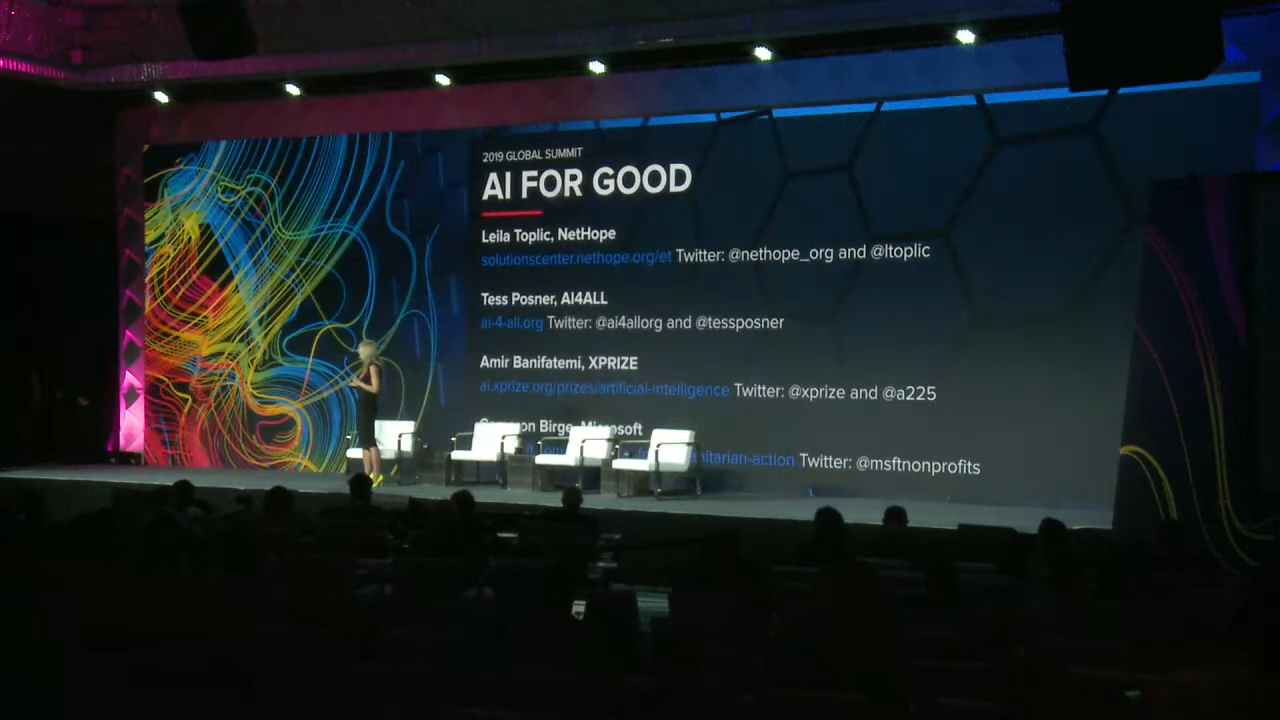 2019 GLOBAL SUMMIT
AI FOR GOOD
Leila Toplic, NetHope
solutionscenter.nethope.org/et Twitter: @nethope_org and @ltoplic
Tess Posner, AI4ALL
ai-4-all.org Twitter: @ai4allorg and @tessposner
Amir Banifatemi, XPRIZE
ai.xprize.org/prizes/artificial-intelligence Twitter: @xprize and @a225
Birge, Microsoft
Twitter: @msftnonprofits